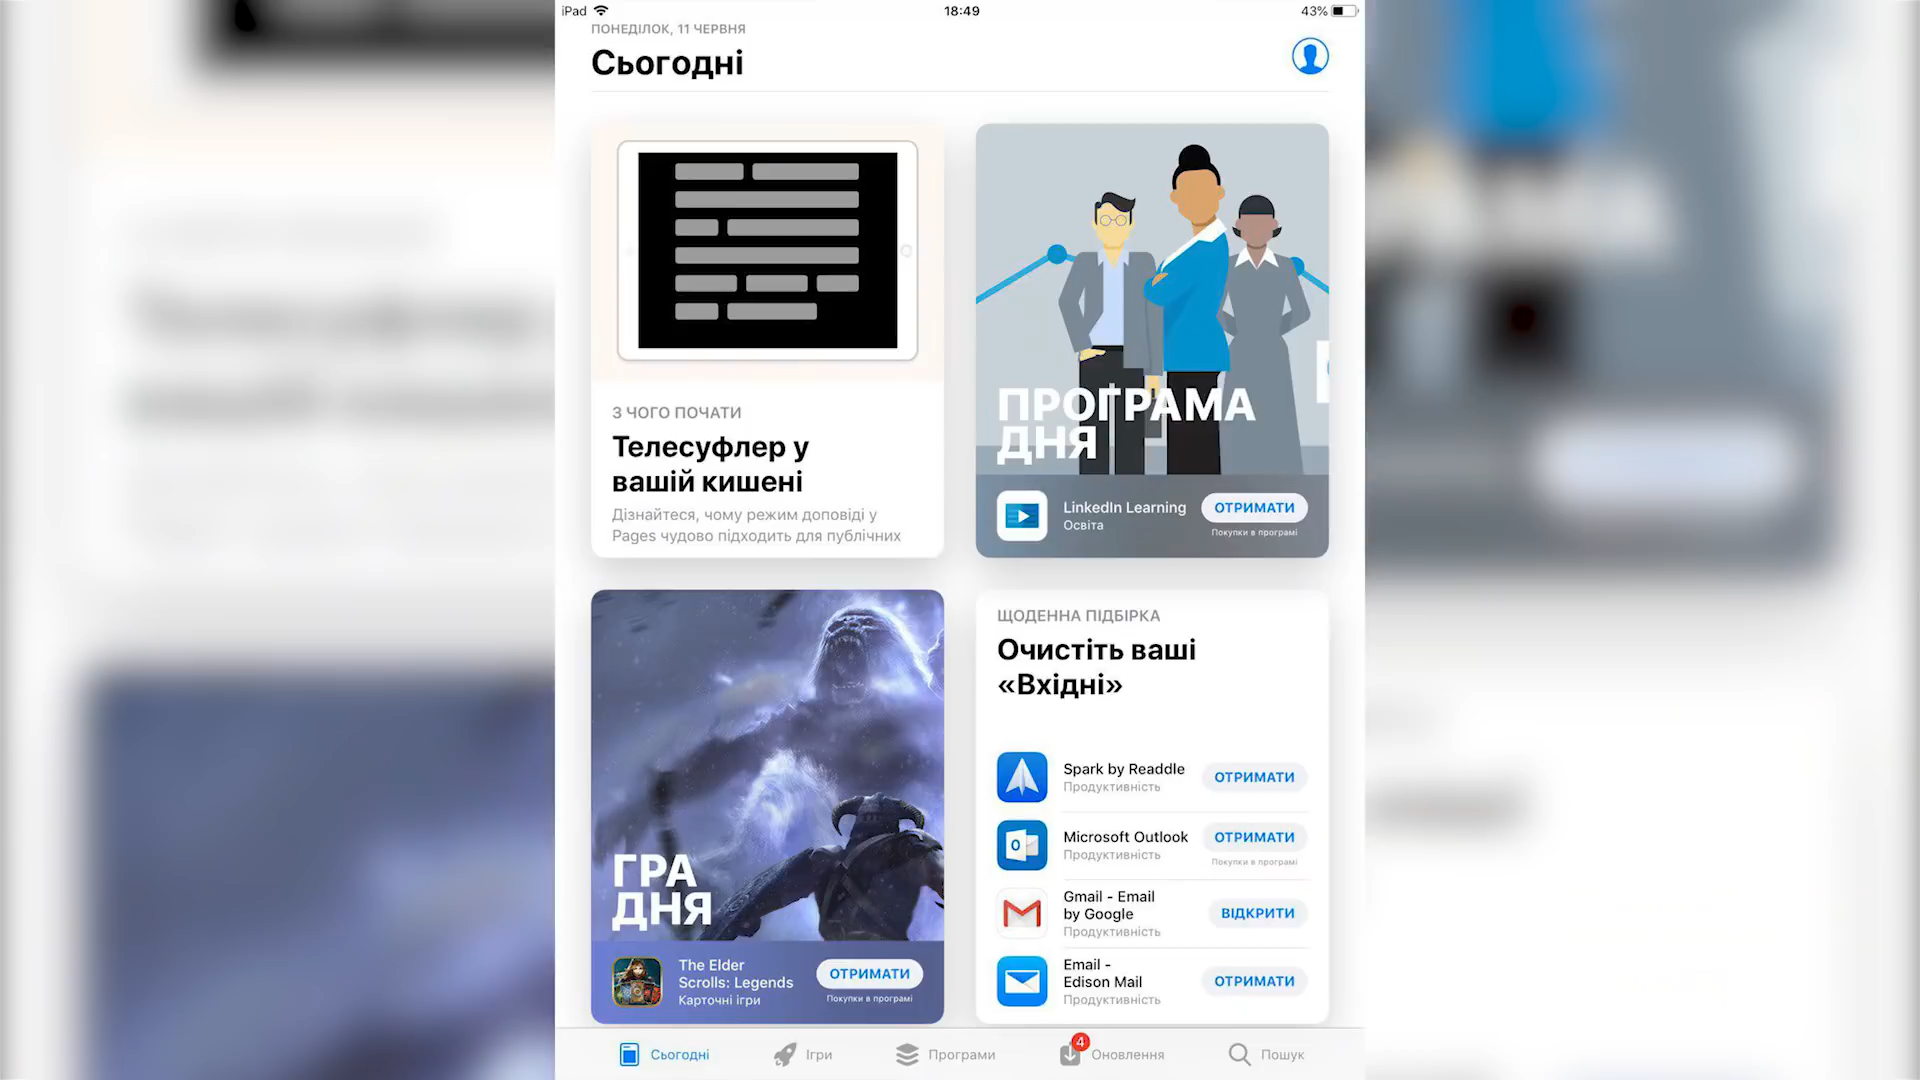 iPad
18:49
43%
ПОНЕДІЛОК, 11 ЧЕРВНЯ
Сьогодні
З ЧОГО ПОЧАТИ
Телесуфлер у
вашій кишені
Дізнайтеся, чому режим доповіді у
Pages чудово підходить для публічних
ПРОГРАМА
ДНЯ
LinkedIn Learning
Освіта
ОТРИМАТИ
Покупки в програмі
ГРА
ДНЯ
The Elder
Scrolls: Legends
Карточні ігри
ОТРИМАТИ
Покупки в програмі
ЩОДЕННА ПІДБІРКА
Очистіть ваші
«Вхідні»
Spark by Readdle
Продуктивність
ОТРИМАТИ
Microsoft Outlook
Продуктивність
ОТРИМАТИ
Покупки в програмі
Gmail - Email
by Google
Продуктивність
ВІДКРИТИ
Email -
Edison Mail
Продуктивність
ОТРИМАТИ
Сьогодні
Ігри
Програми
4
Оновлення
Пошук